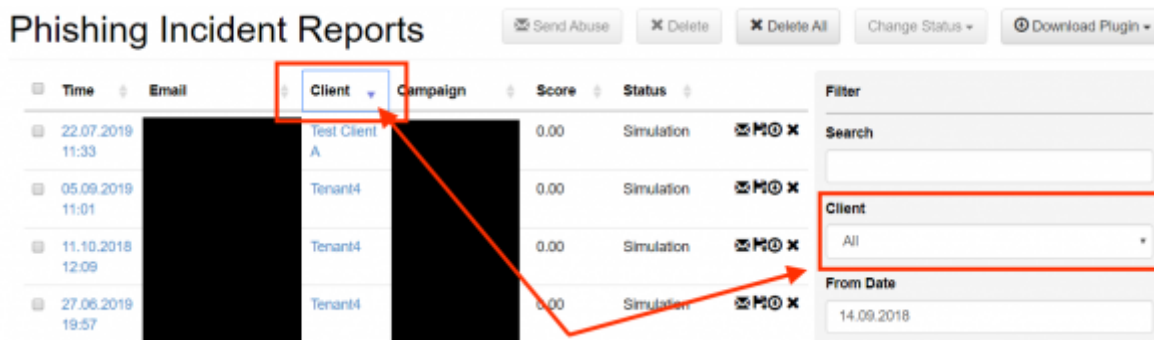 Phishing Incident Reports Send Abuse Delete Delete All Change Status Download Plugin
Time Email Client Campaign Score Status
22.07.2019 Test Client 0.00 Simulation
11:33 A
05.09.2019 Tenant4 0.00 Simulation
11:01
11.10.2018 Tenant4 0.00 Simulation
12:09
27.06.2019 Tenant4 0.00 Simulation
19:57
Filter
Search
Client
All
From Date
14.09.2018